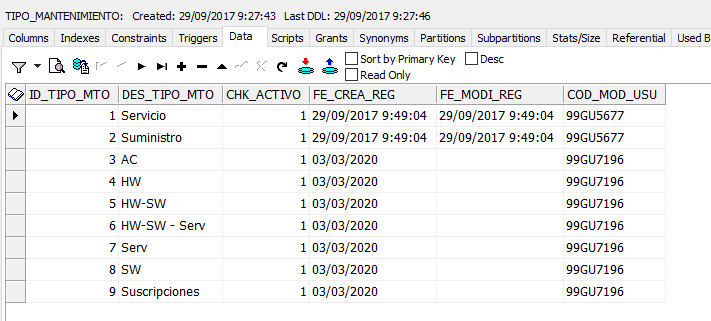 TIPO_MANTENIMIENTO: Created: 29/09/2017 9:27:43 Last DDL: 29/09/2017 9:27:46
Columns Indexes Constraints Triggers Data Scripts Grants Synonyms Partitions Subpartitions Stats/Size Referential Used B
Sort by Primary Key Desc
Read Only
ID_TIPO_MTO DES_TIPO_MTO CHK_ACTIVO FE_CREA_REG FE_MODI_REG COD_MOD_USU
1 Servicio 1 29/09/2017 9:49:04 29/09/2017 9:49:04 99GU5677
2 Suministro 1 29/09/2017 9:49:04 29/09/2017 9:49:04 99GU5677
3 AC 1 03/03/2020 99GU7196
4 HW 1 03/03/2020 99GU7196
5 HW-SW 1 03/03/2020 99GU7196
6 HW-SW - Serv 1 03/03/2020 99GU7196
7 Serv 1 03/03/2020 99GU7196
8 SW 1 03/03/2020 99GU7196
9 Suscripciones 1 03/03/2020 99GU7196